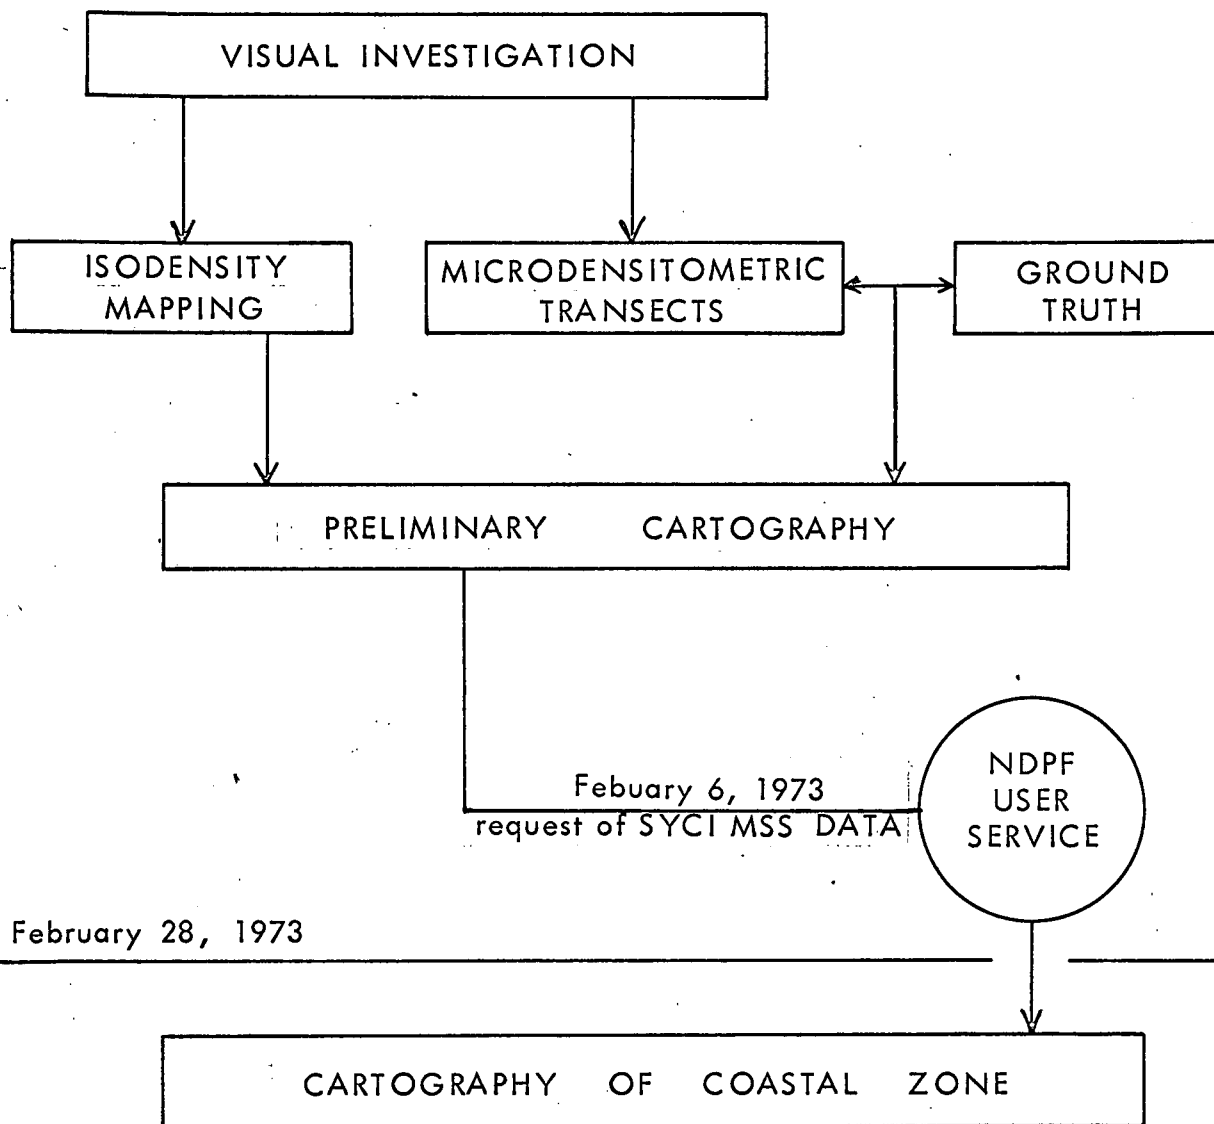 VISUAL INVESTIGATION
ISODENSITY
MAPPING
MICRODENSITOMETRIC
TRANSECTS
GROUND
TRUTH
PRELIMINARY CARTOGRAPHY
NDPF
USER
SERVICE
Febuary 6, 1973
request of SYCI MSS DATA
February 28, 1973
CARTOGRAPHY OF COASTAL ZONE